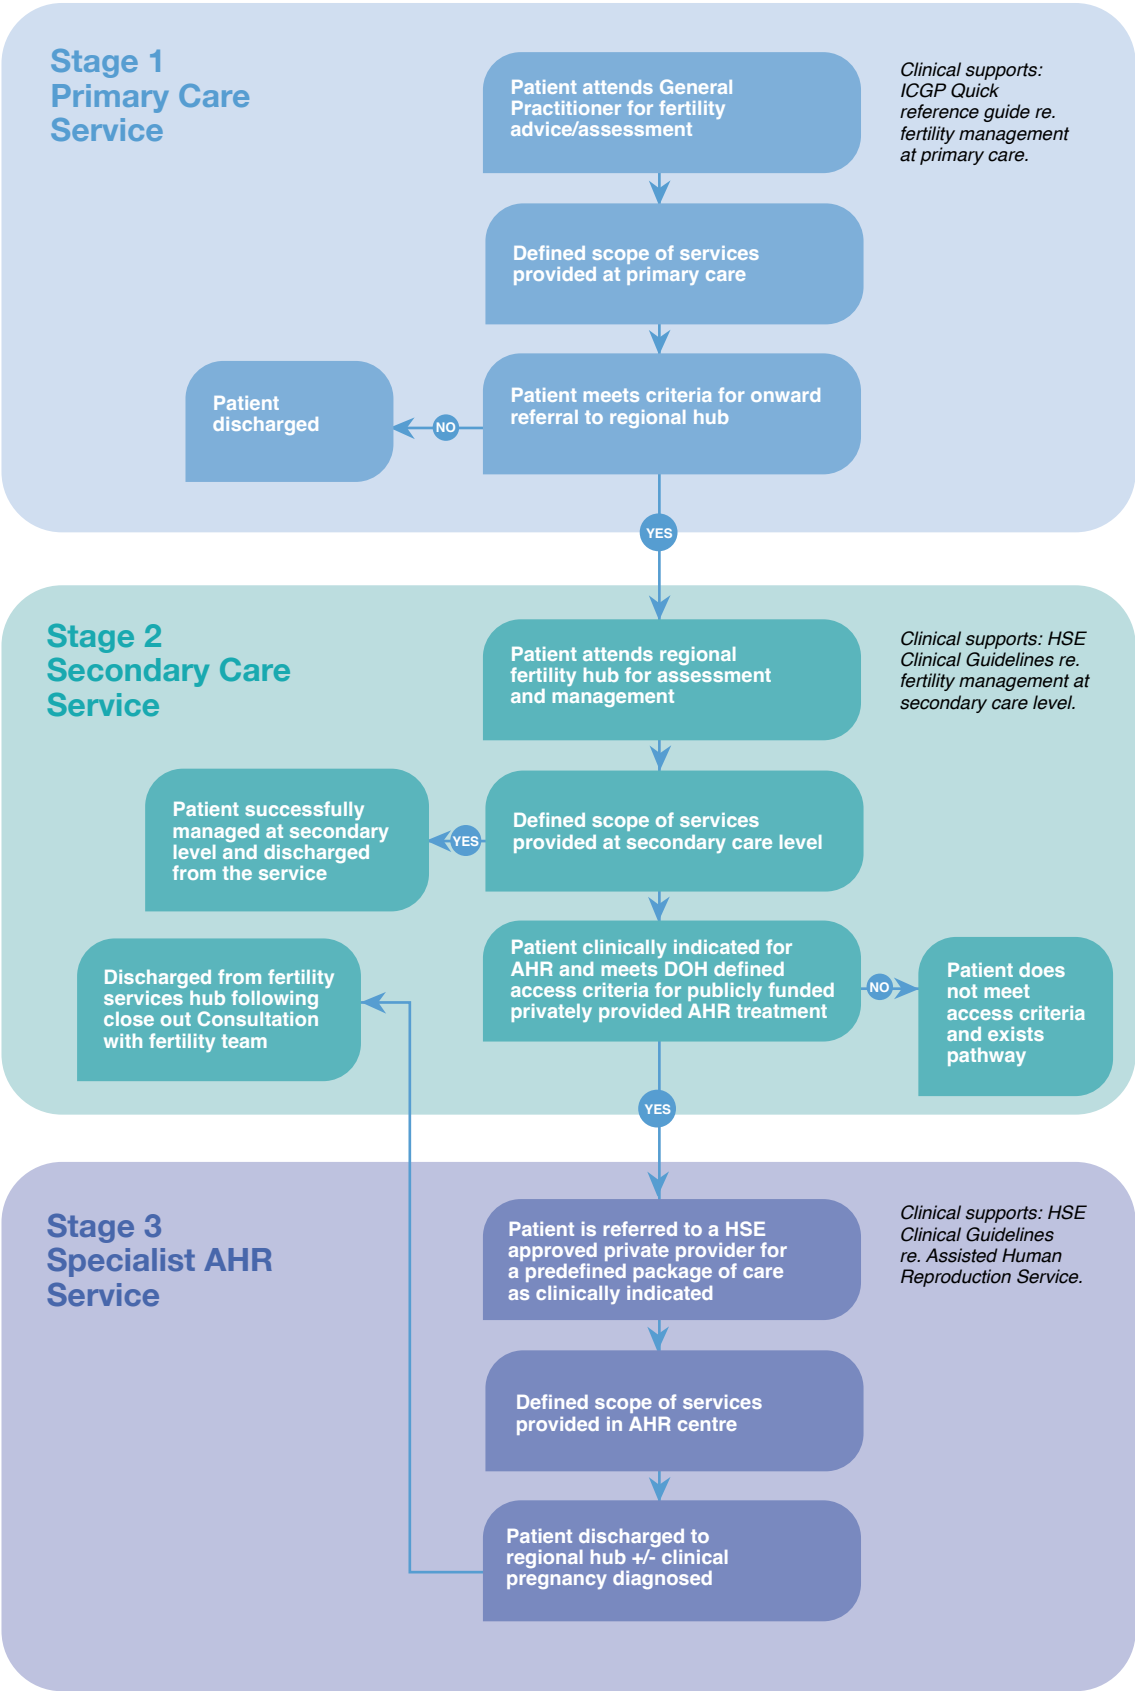 Stage 1
Primary Care
Service
Patient attends General
Practitioner for fertility
advice/assessment
Clinical supports:
ICGP Quick
reference guide re.
fertility management
at primary care.
Defined scope of services
provided at primary care
Patient meets criteria for onward
referral to regional hub
NO
Patient
discharged
YES
Stage 2
Secondary Care
Service
Patient attends regional
fertility hub for assessment
and management
Clinical supports: HSE
Clinical Guidelines re.
fertility management at
secondary care level.
Defined scope of services
provided at secondary care level
YES
Patient successfully
managed at secondary
level and discharged
from the service
Patient clinically indicated for
AHR and meets DOH defined
access criteria for publicly funded
privately provided AHR treatment
NO
Patient does
not meet
access criteria
and exists
pathway
Discharged from fertility
services hub following
close out Consultation
with fertility team
YES
Stage 3
Specialist AHR
Service
Patient is referred to a HSE
approved private provider for
a predefined package of care
as clinically indicated
Clinical supports: HSE
Clinical Guidelines
re. Assisted Human
Reproduction Service.
Defined scope of services
provided in AHR centre
Patient discharged to
regional hub +/- clinical
pregnancy diagnosed